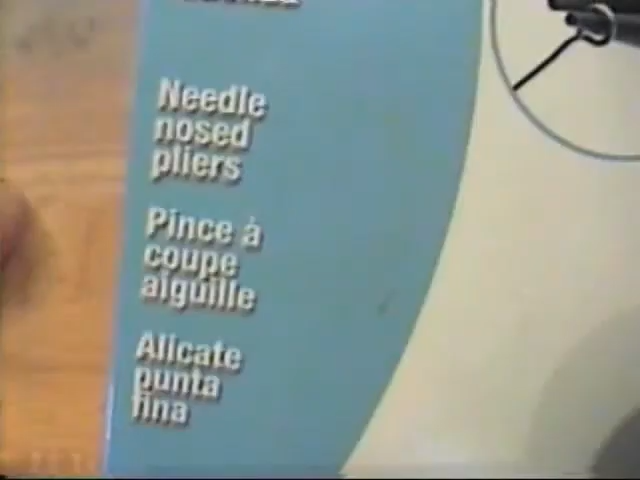 Needle
nosed
pliers
Pince à
coupe
aiguille
Alicate
punta
fina